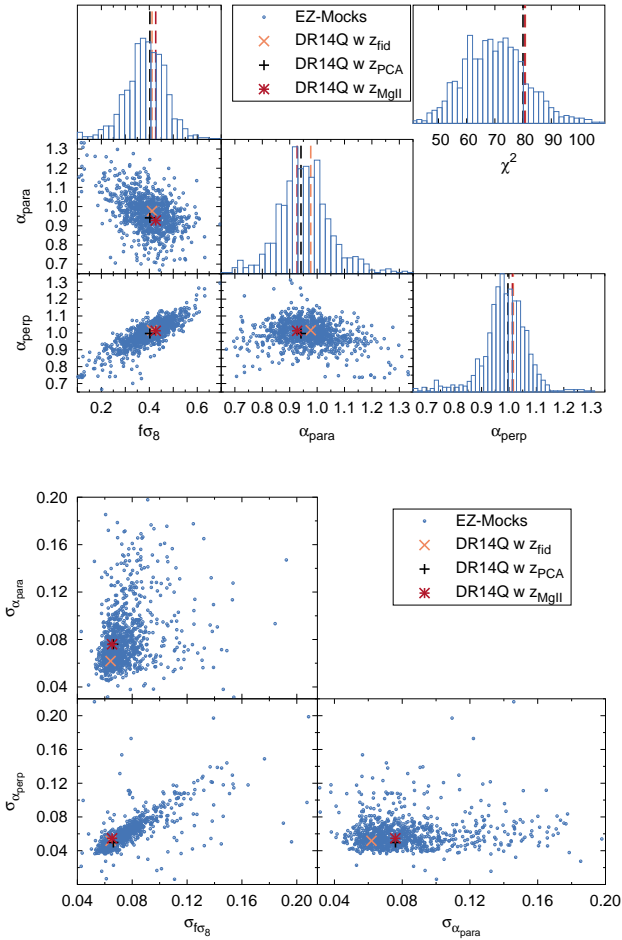 EZ-Mocks
DR14Q w z_fid
DR14Q w z_PCA
DR14Q w z_MgII
50 60 70 80 90 100
χ²
1.3
1.2
1.1
1.0
0.9
0.8
0.7
α_para
1.3
1.2
1.1
1.0
0.9
0.8
0.7
α_perp
0.2 0.4 0.6
fσ₈
0.7 0.8 0.9 1.0 1.1 1.2 1.3
α_para
0.7 0.8 0.9 1.0 1.1 1.2 1.3
α_perp
0.20
0.16
0.12
0.08
0.04
σ_α_para
EZ-Mocks
DR14Q w z_fid
DR14Q w z_PCA
DR14Q w z_MgII
0.20
0.16
0.12
0.08
0.04
0.00
σ_α_perp
0.04 0.08 0.12 0.16 0.20
σ_fσ₈
0.04 0.08 0.12 0.16 0.20
σ_α_para